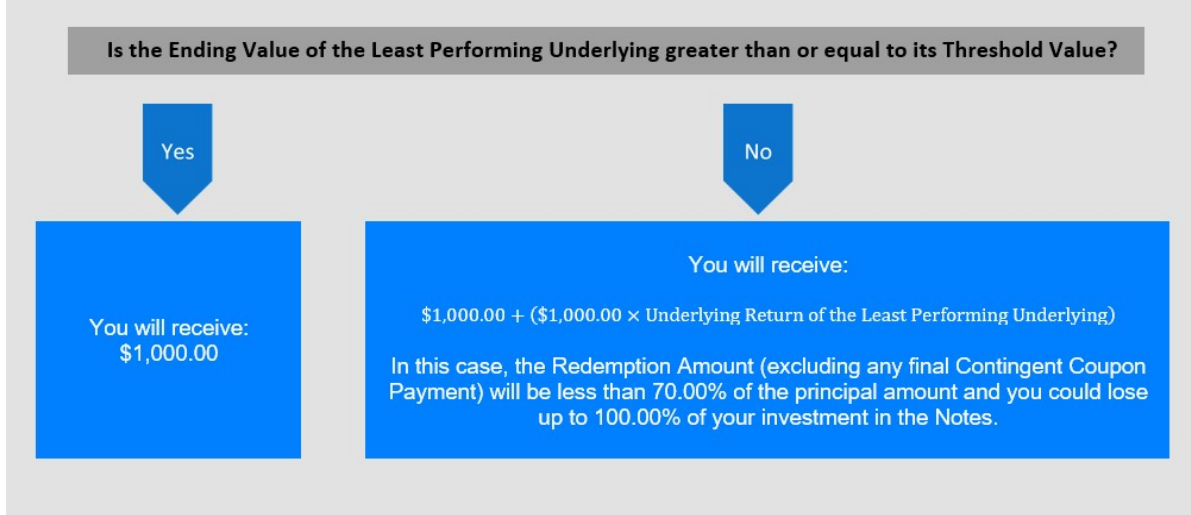 Is the Ending Value of the Least Performing Underlying greater than or equal to its Threshold Value?
Yes
No
You will receive:
$1,000.00
You will receive:
$1,000.00 + ($1,000.00 × Underlying Return of the Least Performing Underlying)
In this case, the Redemption Amount (excluding any final Contingent Coupon
Payment) will be less than 70.00% of the principal amount and you could lose
up to 100.00% of your investment in the Notes.